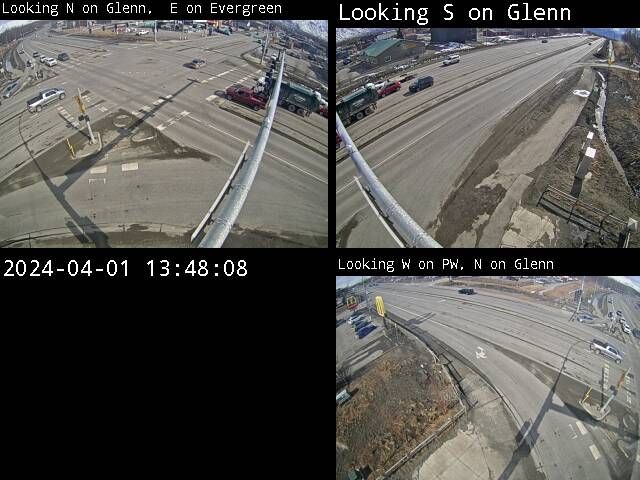 Looking N on Glenn,  E on Evergreen
Looking S on Glenn
2024-04-01 13:48:08
Looking W on PW, N on Glenn